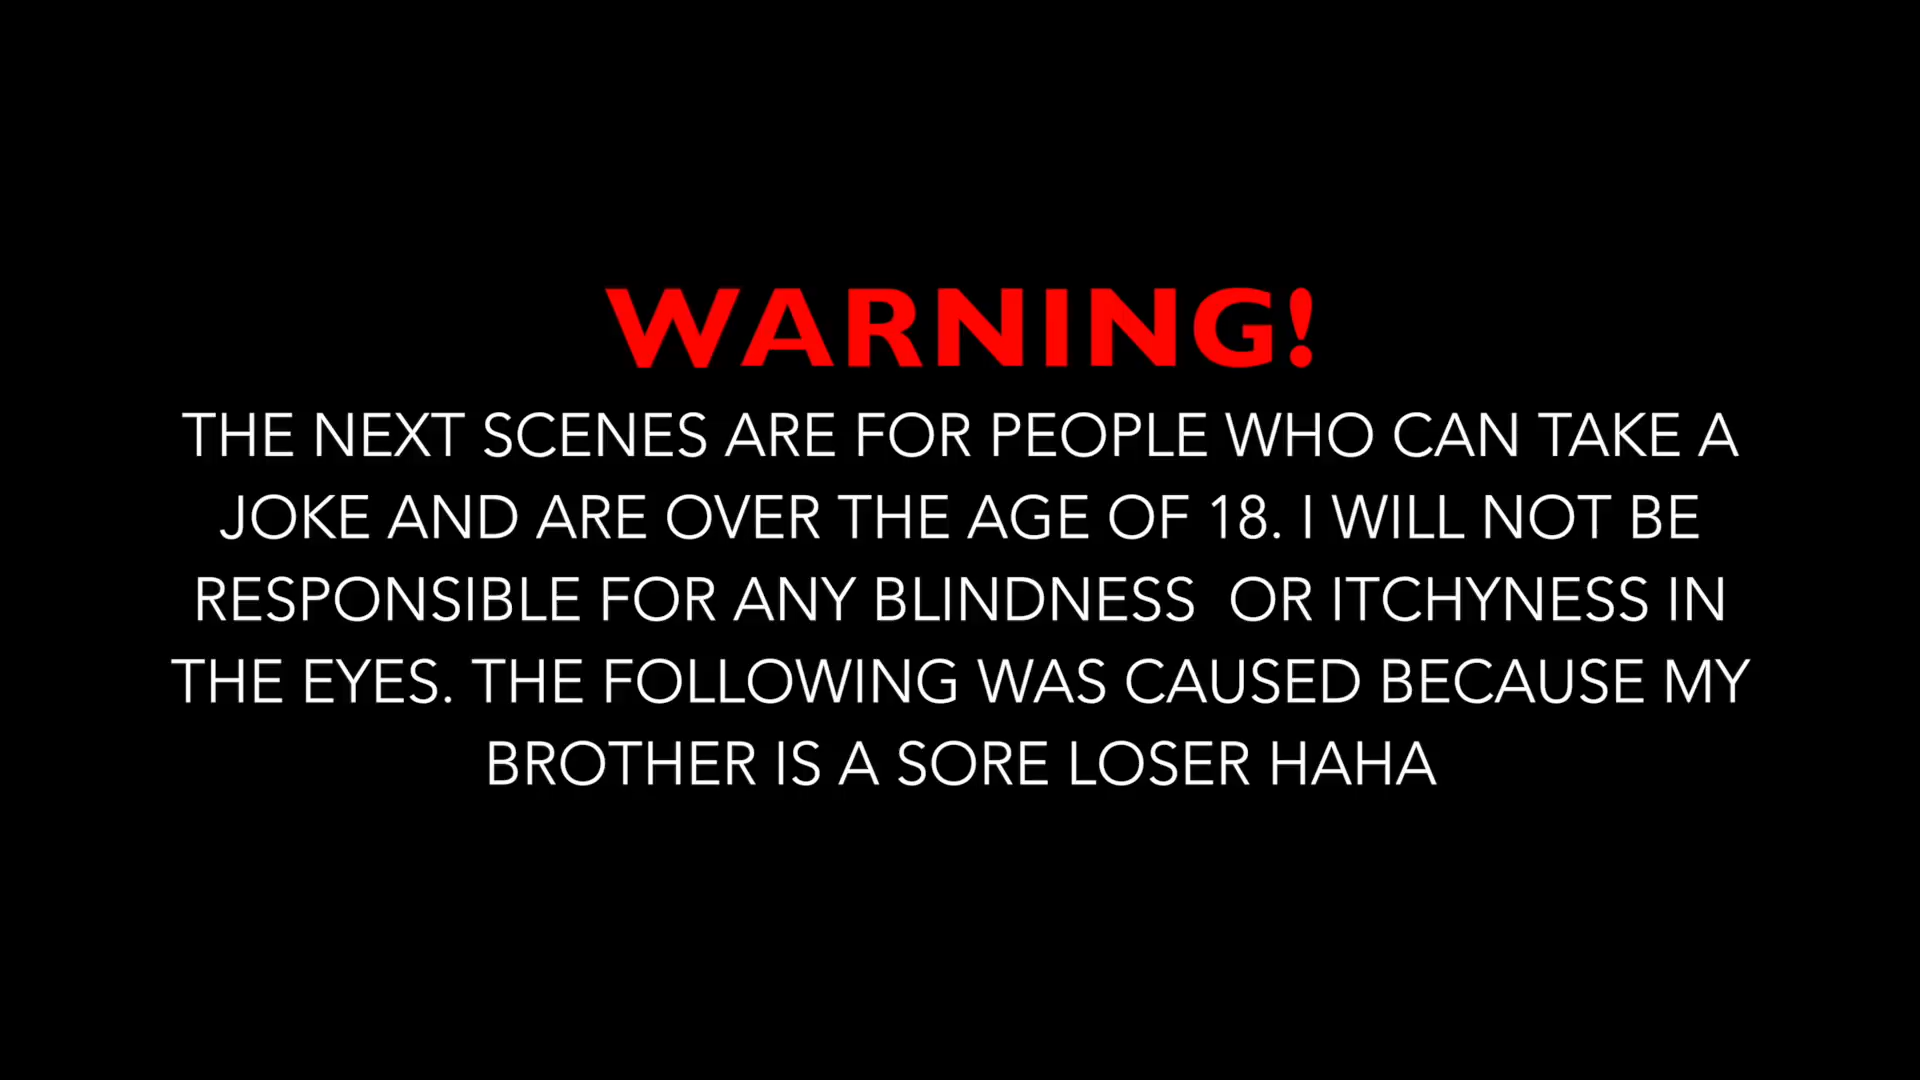 WARNING!
THE NEXT SCENES ARE FOR PEOPLE WHO CAN TAKE A
JOKE AND ARE OVER THE AGE OF 18. I WILL NOT BE
RESPONSIBLE FOR ANY BLINDNESS  OR ITCHYNESS IN
THE EYES. THE FOLLOWING WAS CAUSED BECAUSE MY
BROTHER IS A SORE LOSER HAHA